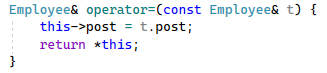 Employee& operator=(const Employee& t) {
    this->post = t.post;
    return *this;
}